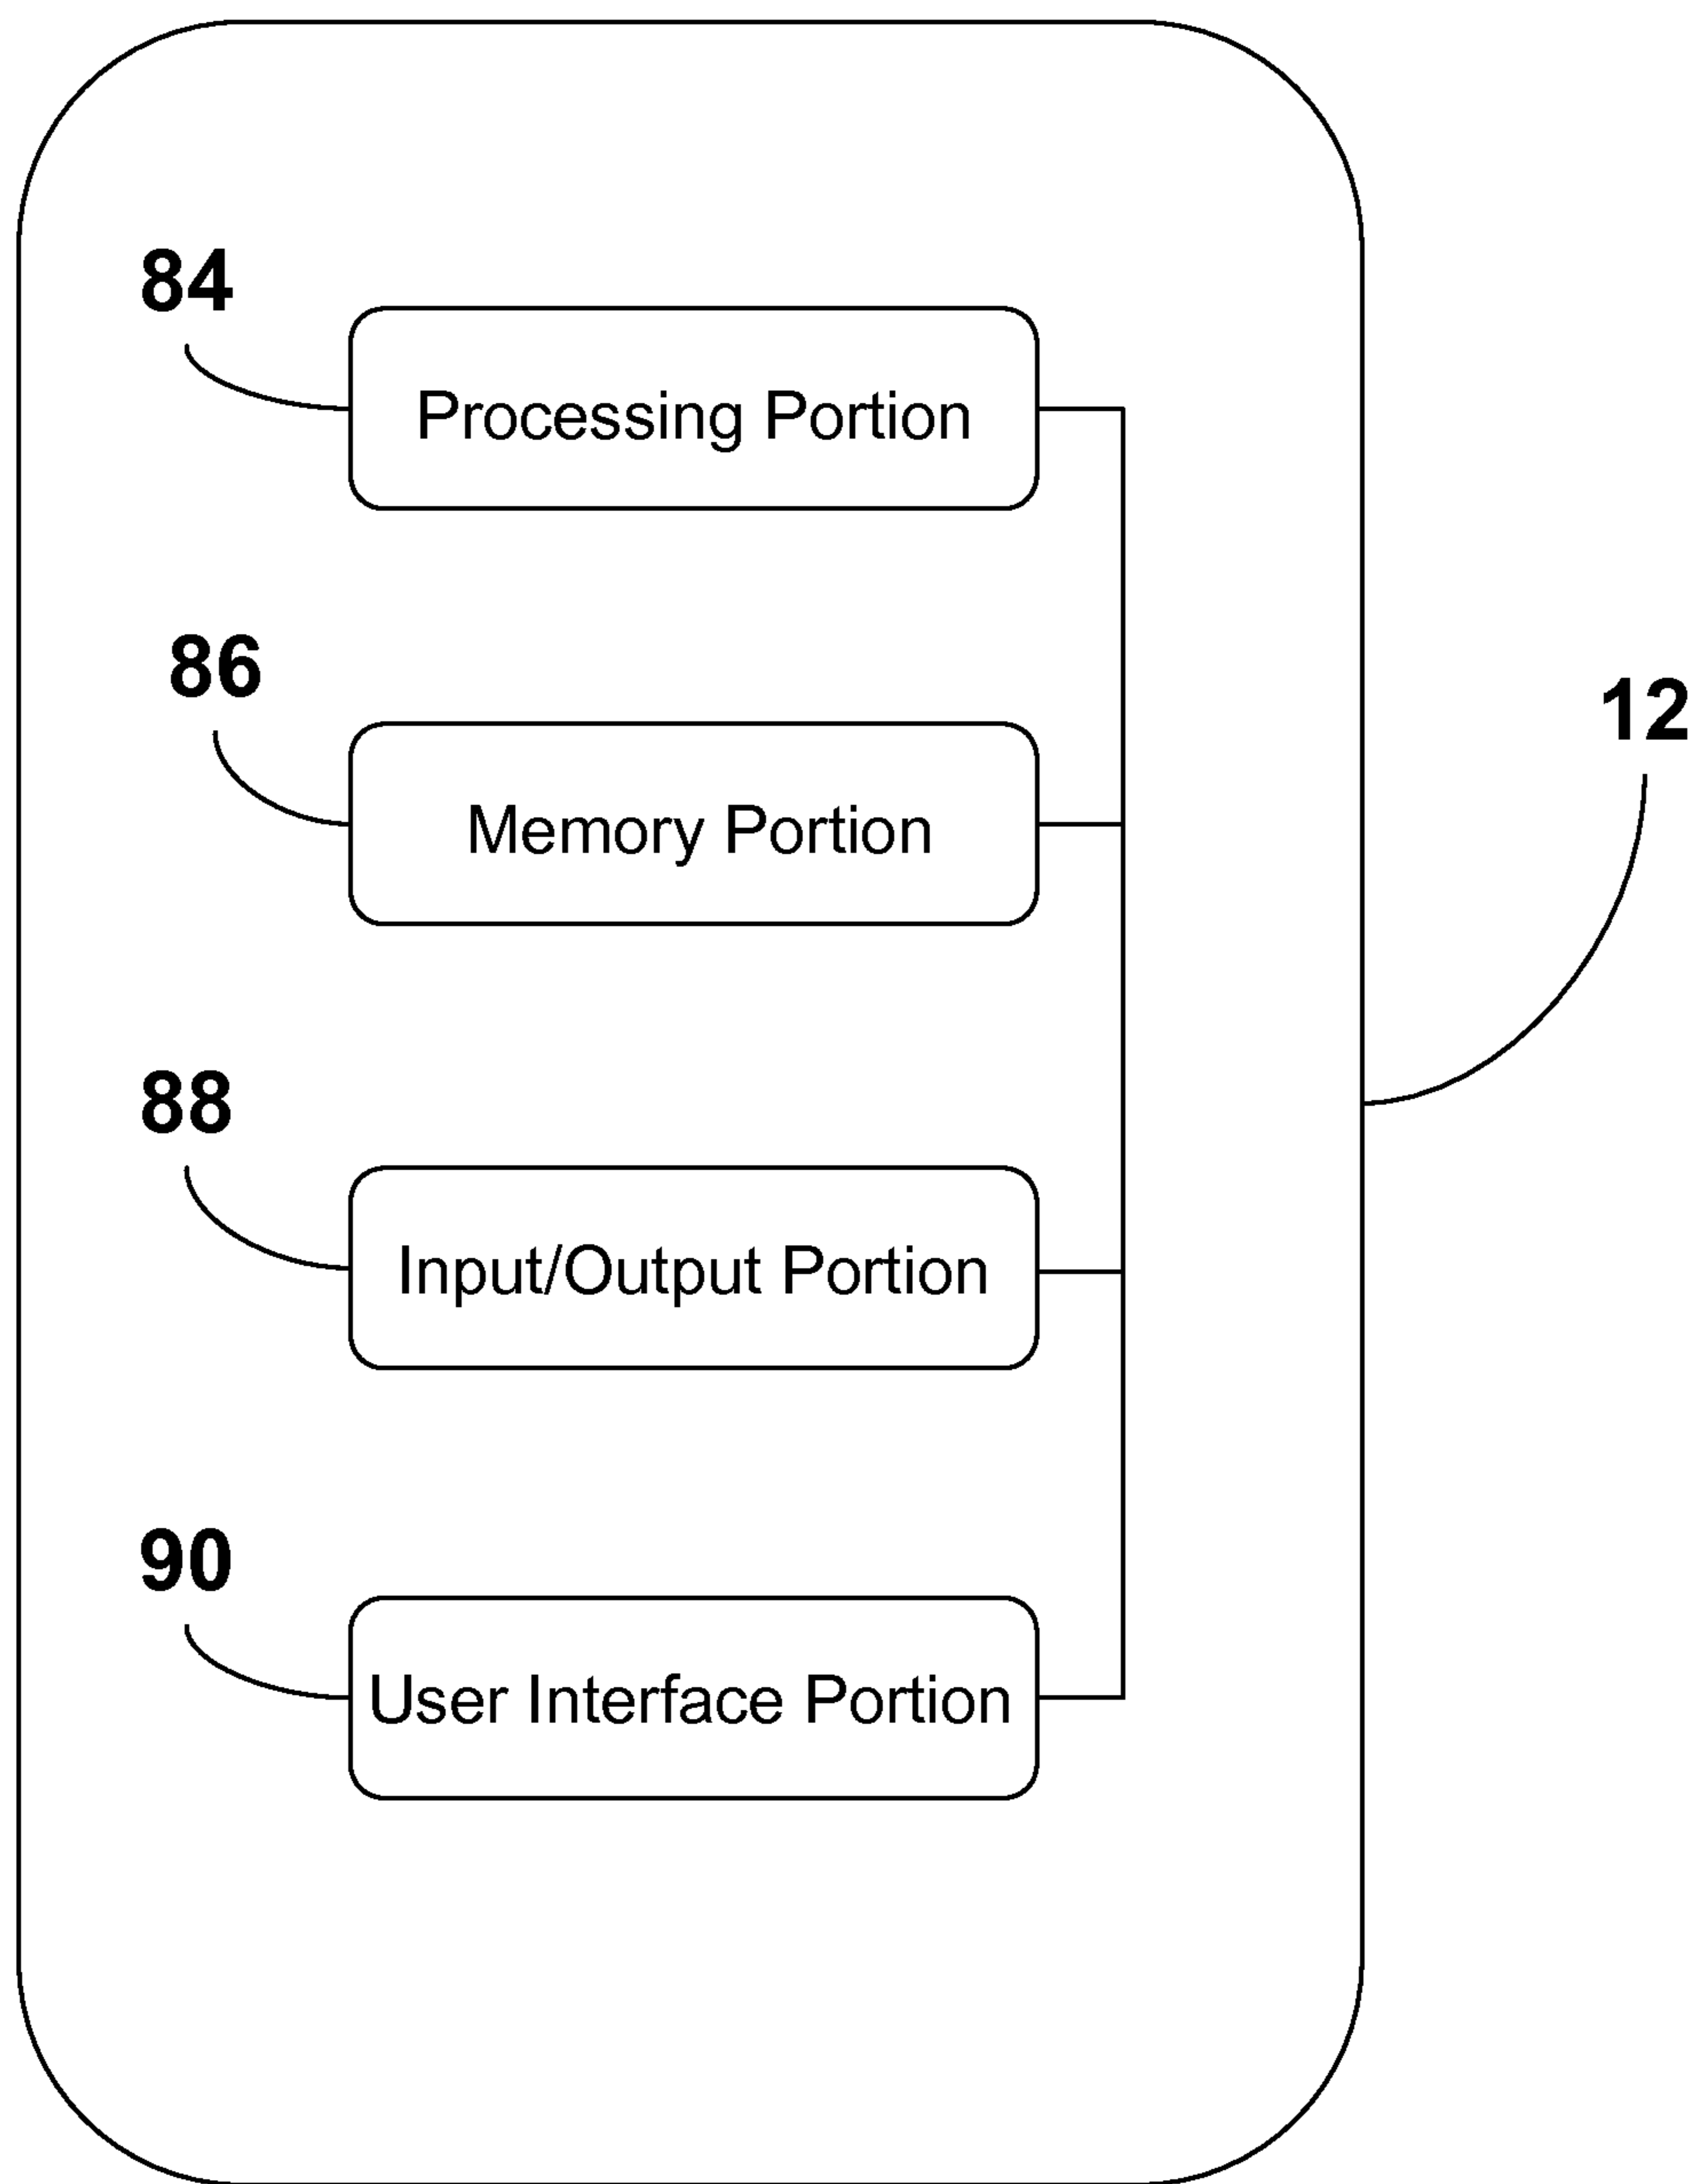 84
Processing Portion
86
Memory Portion
12
88
Input/Output Portion
90
User Interface Portion